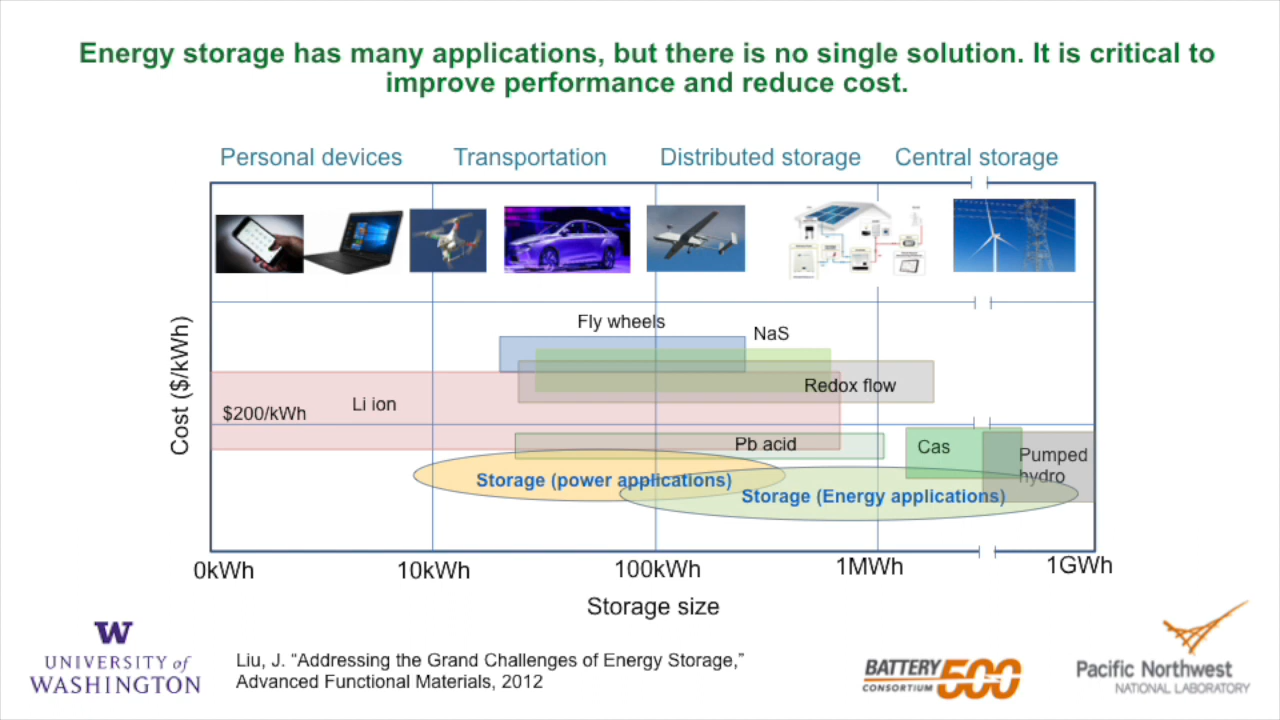 Energy storage has many applications, but there is no single solution. It is critical to
improve performance and reduce cost.
Personal devices
Transportation
Distributed storage
Central storage
Cost ($/kWh)
Fly wheels
NaS
Redox flow
Li ion
$200/kWh
Pb acid
Cas
Pumped
hydro
Storage (power applications)
Storage (Energy applications)
0kWh
10kWh
100kWh
1MWh
1GWh
Storage size
W
UNIVERSITY of
WASHINGTON
Liu, J. “Addressing the Grand Challenges of Energy Storage,”
Advanced Functional Materials, 2012
BATTERY
CONSORTIUM
500
Pacific Northwest
NATIONAL LABORATORY